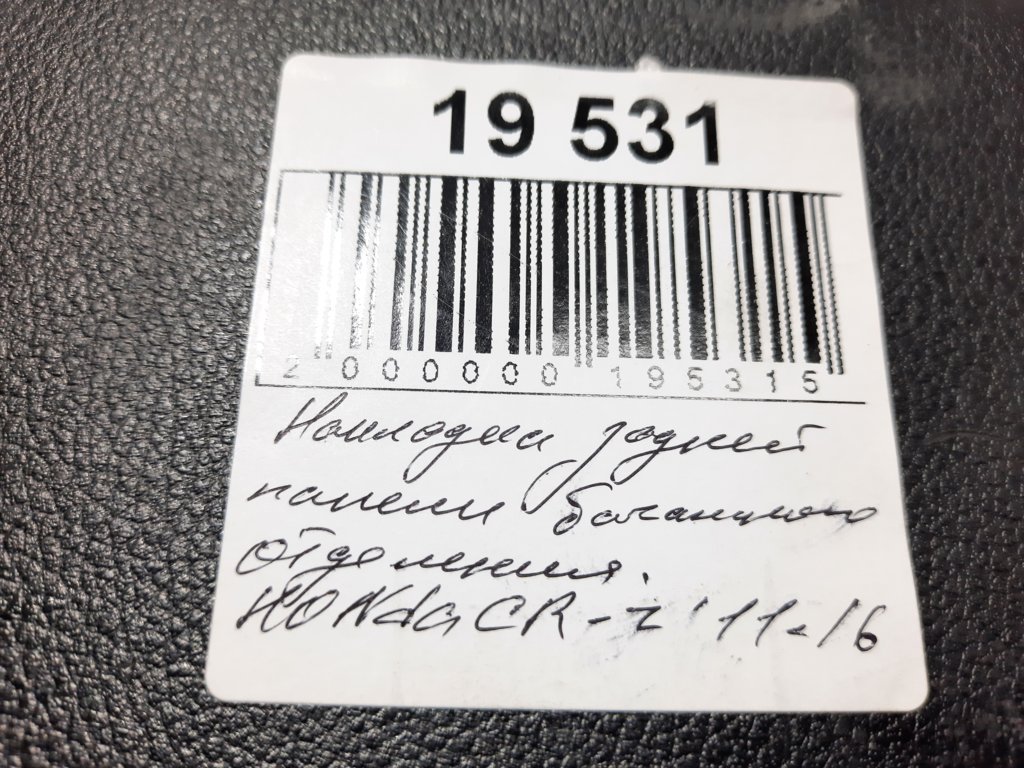 19 531
2 000000 195315
Накладка задней
панели багажного
отделения.
HONda CR-Z '11-16